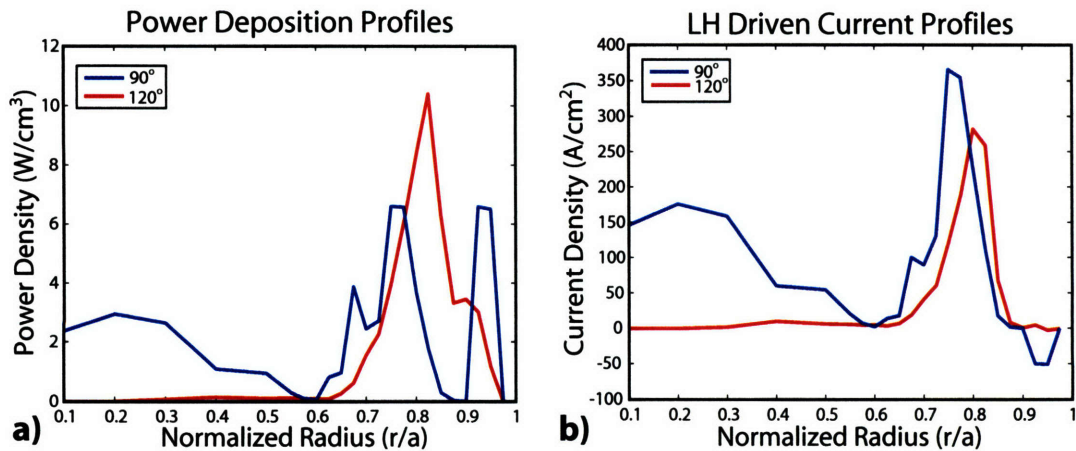 Power Deposition Profiles
12
10
8
6
4
2
0
Power Density (W/cm³)
90°
120°
0.1 0.2 0.3 0.4 0.5 0.6 0.7 0.8 0.9 1
Normalized Radius (r/a)
a)
LH Driven Current Profiles
400
350
300
250
200
150
100
50
0
-50
-100
Current Density (A/cm²)
90°
120°
0.1 0.2 0.3 0.4 0.5 0.6 0.7 0.8 0.9 1
Normalized Radius (r/a)
b)